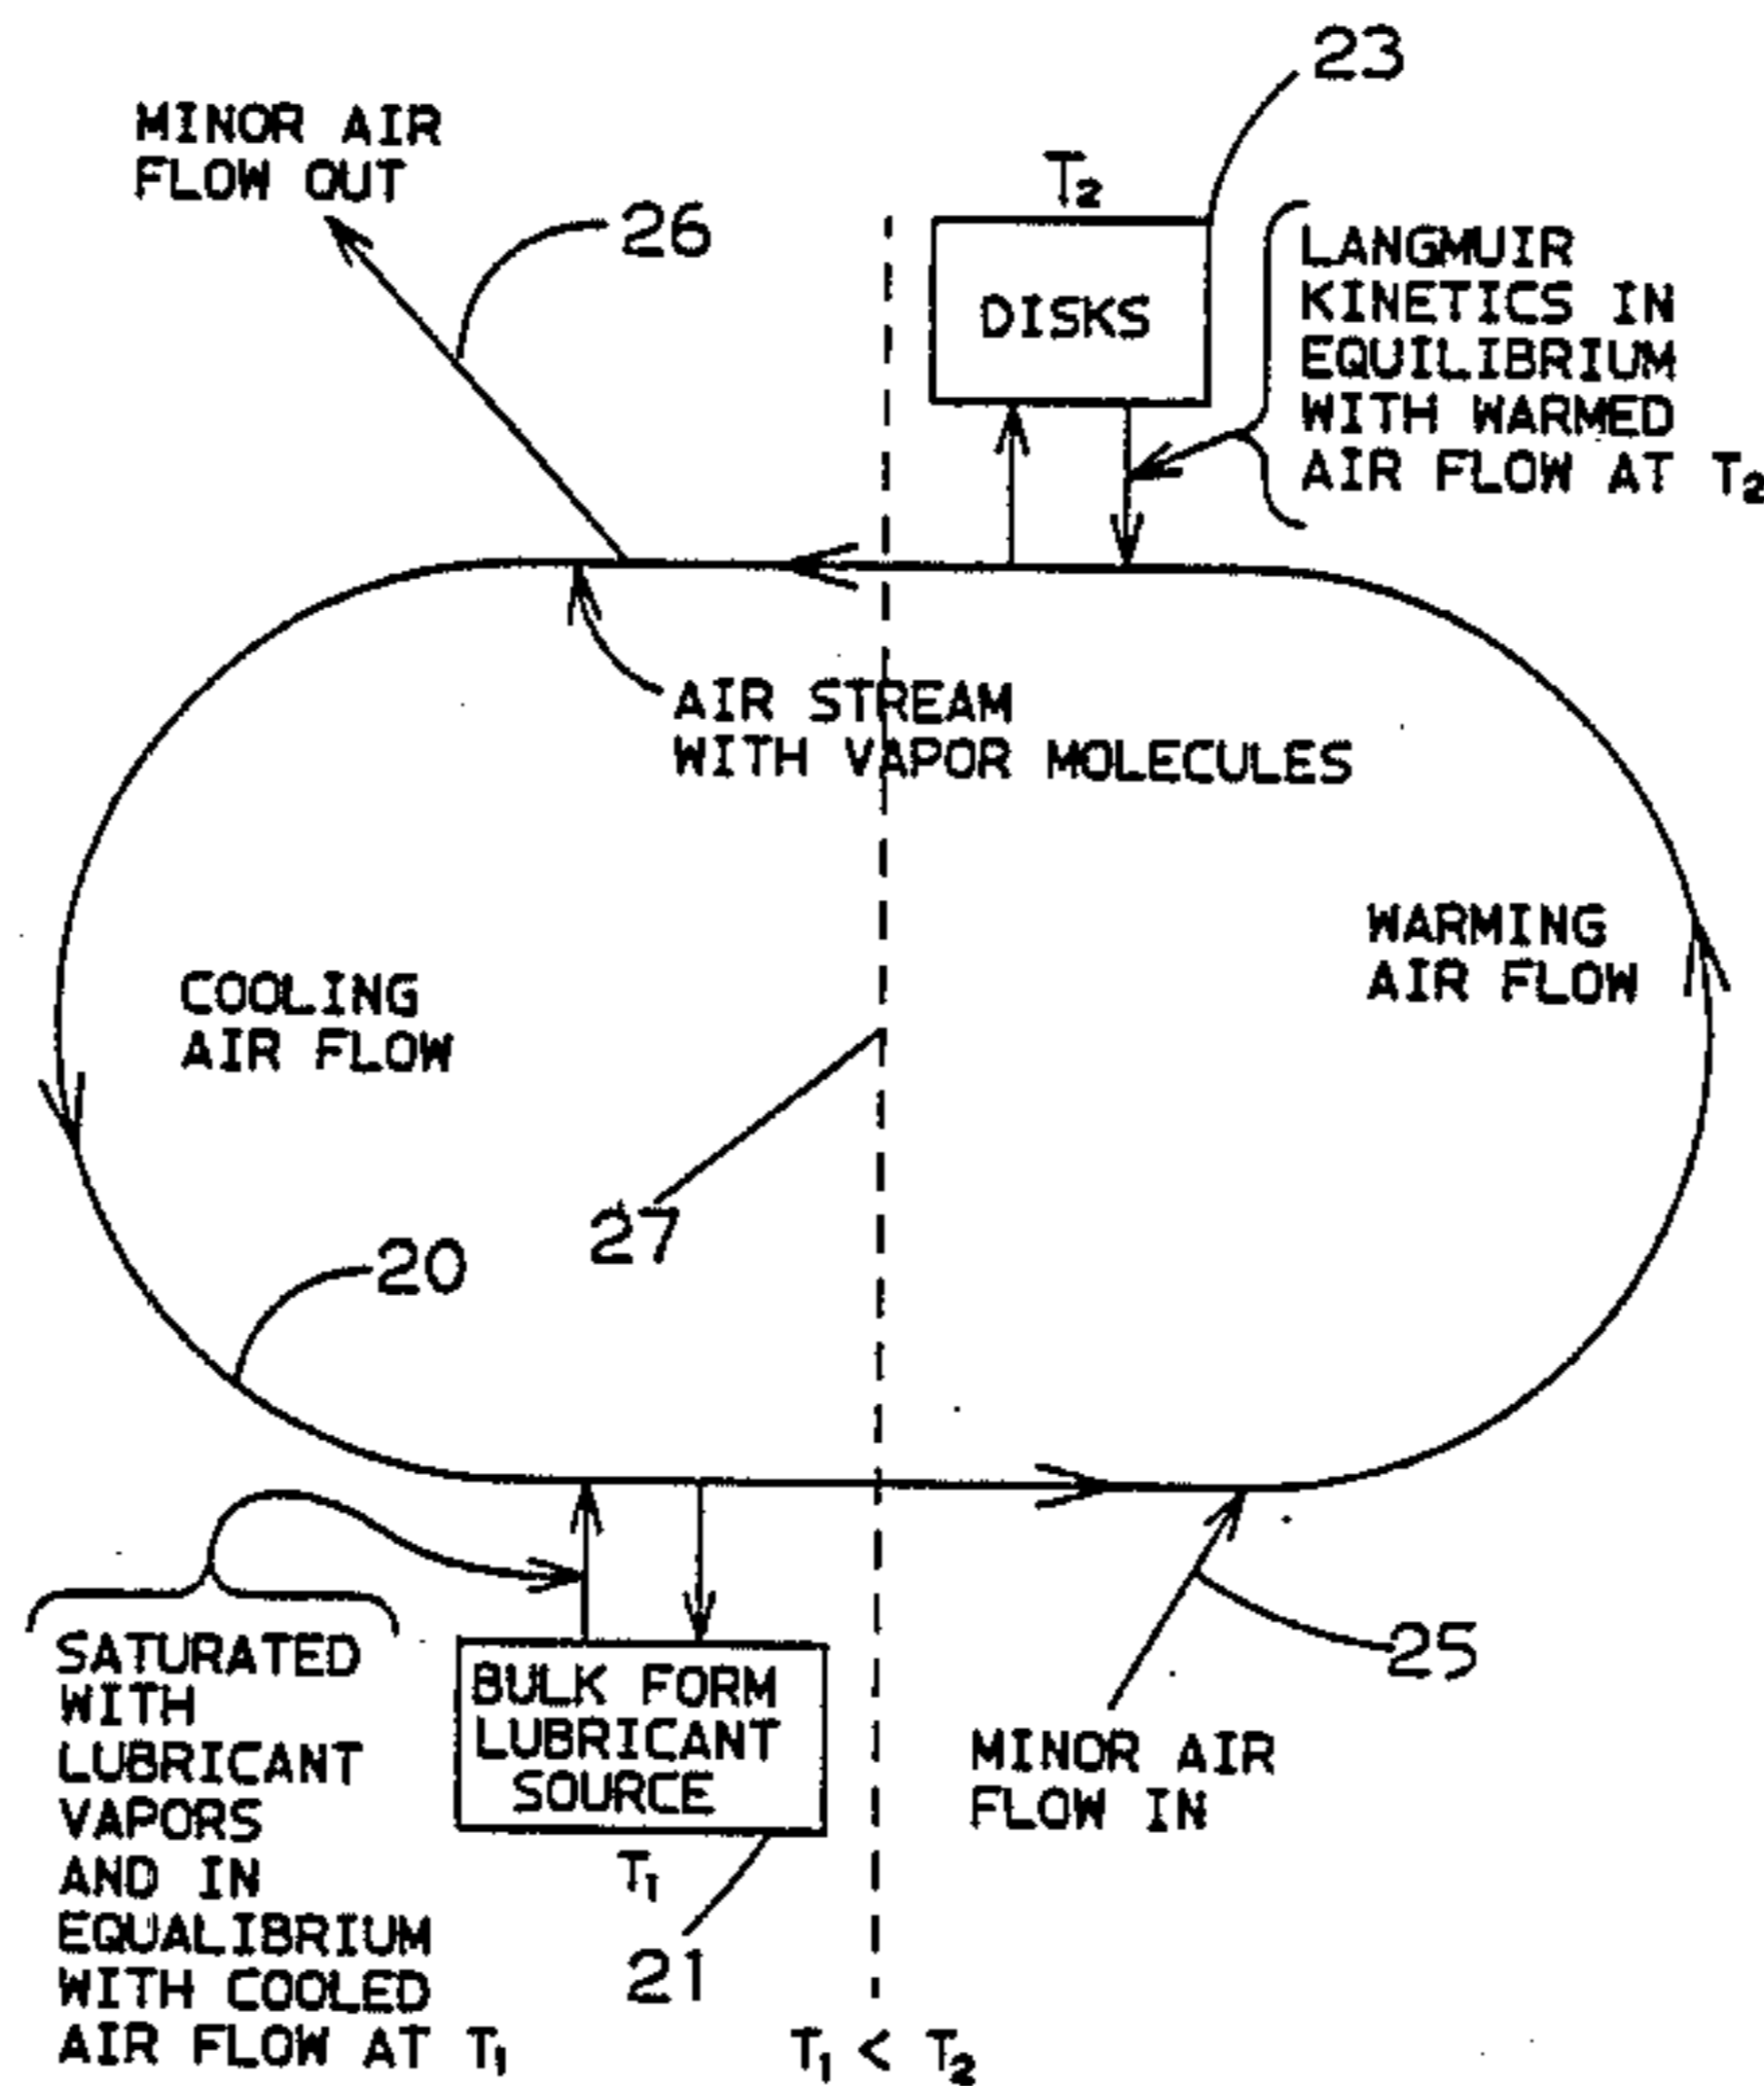 23
MINOR AIR
FLOW OUT
26
T₂
DISKS
LANGMUIR
KINETICS IN
EQUILIBRIUM
WITH WARMED
AIR FLOW AT T₂
AIR STREAM
WITH VAPOR MOLECULES
COOLING
AIR FLOW
WARMING
AIR FLOW
27
20
25
SATURATED
WITH
LUBRICANT
VAPORS
AND IN
EQUALIBRIUM
WITH COOLED
AIR FLOW AT T₁
BULK FORM
LUBRICANT
SOURCE
T₁
21
MINOR AIR
FLOW IN
T₁ < T₂